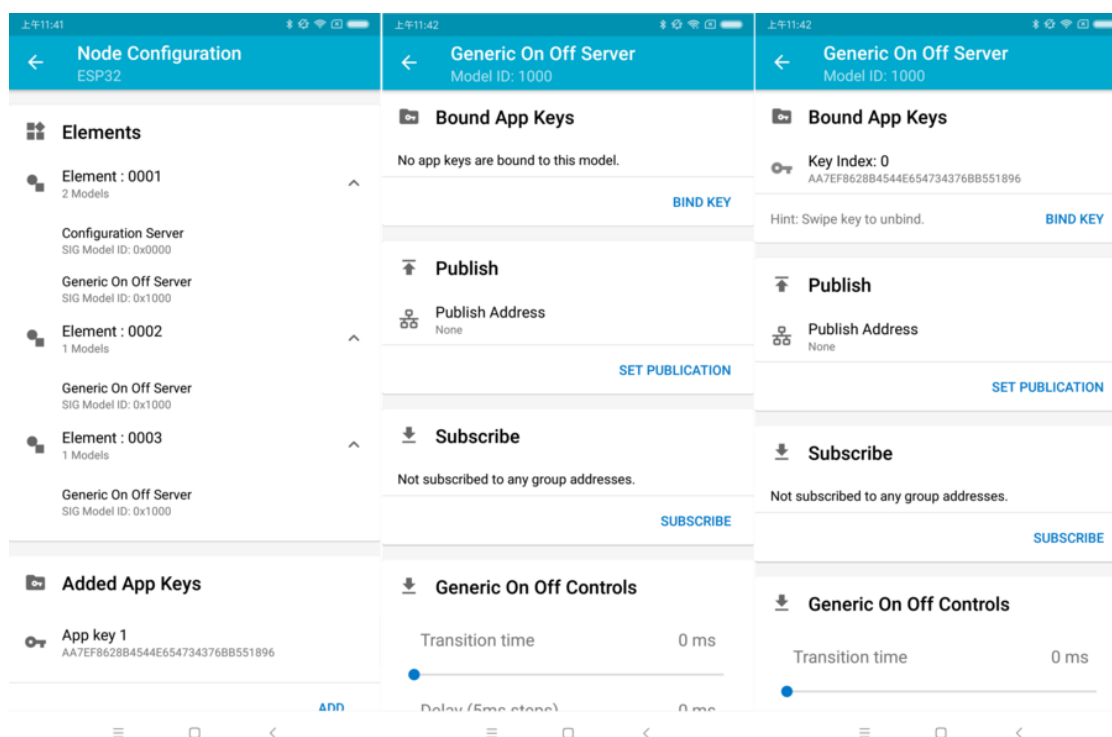 上午11:41
Node Configuration
ESP32
Elements
Element : 0001
2 Models
Configuration Server
SIG Model ID: 0x0000
Generic On Off Server
SIG Model ID: 0x1000
Element : 0002
1 Models
Generic On Off Server
SIG Model ID: 0x1000
Element : 0003
1 Models
Generic On Off Server
SIG Model ID: 0x1000
Added App Keys
App key 1
AA7EF8628B4544E654734376BB551896
ADD
上午11:42
Generic On Off Server
Model ID: 1000
Bound App Keys
No app keys are bound to this model.
BIND KEY
Publish
Publish Address
None
SET PUBLICATION
Subscribe
Not subscribed to any group addresses.
SUBSCRIBE
Generic On Off Controls
Transition time 0 ms
Delay (5ms steps) 0 ms
上午11:42
Generic On Off Server
Model ID: 1000
Bound App Keys
Key Index: 0
AA7EF8628B4544E654734376BB551896
Hint: Swipe key to unbind. BIND KEY
Publish
Publish Address
None
SET PUBLICATION
Subscribe
Not subscribed to any group addresses.
SUBSCRIBE
Generic On Off Controls
Transition time 0 ms